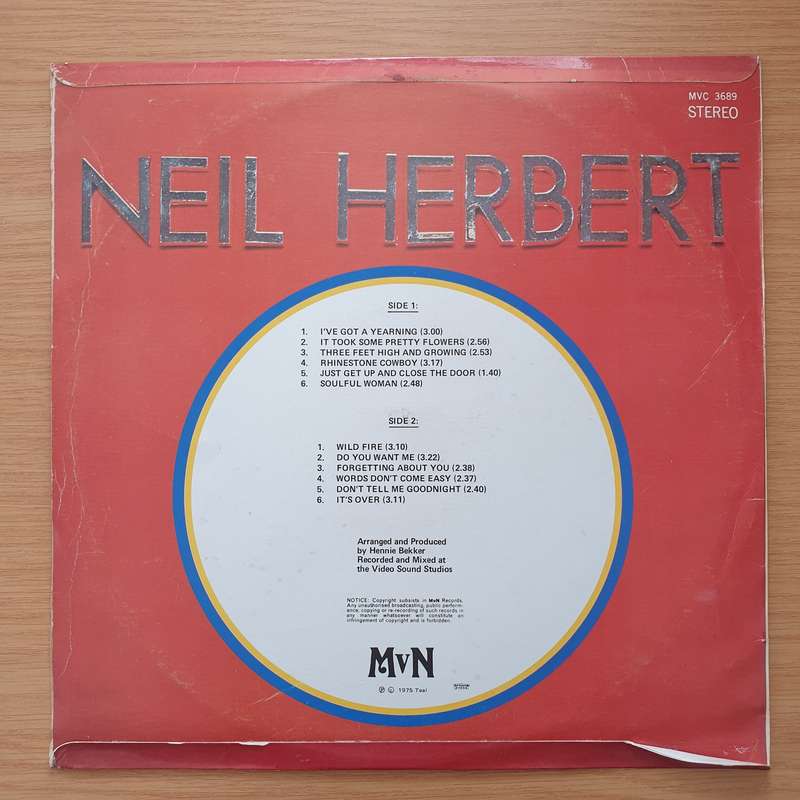 MVC 3689
STEREO
NEIL HERBERT
SIDE 1:
1. I'VE GOT A YEARNING (3.00)
2. IT TOOK SOME PRETTY FLOWERS (2.56)
3. THREE FEET HIGH AND GROWING (2.53)
4. RHINESTONE COWBOY (3.17)
5. JUST GET UP AND CLOSE THE DOOR (1.40)
6. SOULFUL WOMAN (2.48)
SIDE 2:
1. WILD FIRE (3.10)
2. DO YOU WANT ME (3.22)
3. FORGETTING ABOUT YOU (2.38)
4. WORDS DON'T COME EASY (2.37)
5. DON'T TELL ME GOODNIGHT (2.40)
6. IT'S OVER (3.11)
Arranged and Produced
by Hennie Bekker
Recorded and Mixed at
the Video Sound Studios
NOTICE: Copyright subsists in MvN Records.
Any unauthorised broadcasting, public perform-
ance, copying or re-recording of such records in
any manner whatsoever will constitute an
infringement of copyright and is forbidden.
MvN
℗ © 1975 Teal